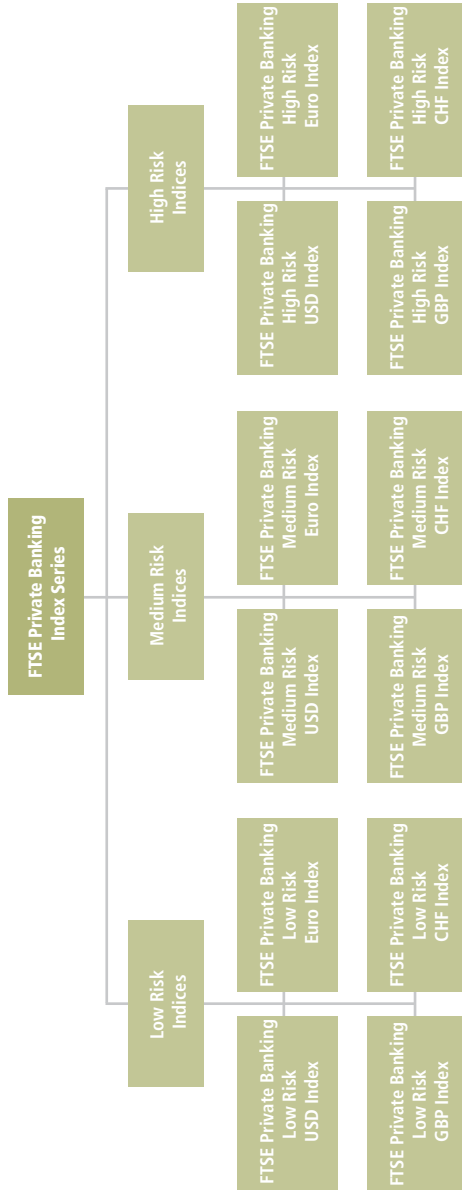 FTSE Private Banking
Index Series
Low Risk
Indices
Medium Risk
Indices
High Risk
Indices
FTSE Private Banking
Low Risk
USD Index
FTSE Private Banking
Low Risk
Euro Index
FTSE Private Banking
Medium Risk
USD Index
FTSE Private Banking
Medium Risk
Euro Index
FTSE Private Banking
High Risk
USD Index
FTSE Private Banking
High Risk
Euro Index
FTSE Private Banking
Low Risk
GBP Index
FTSE Private Banking
Low Risk
CHF Index
FTSE Private Banking
Medium Risk
GBP Index
FTSE Private Banking
Medium Risk
CHF Index
FTSE Private Banking
High Risk
GBP Index
FTSE Private Banking
High Risk
CHF Index